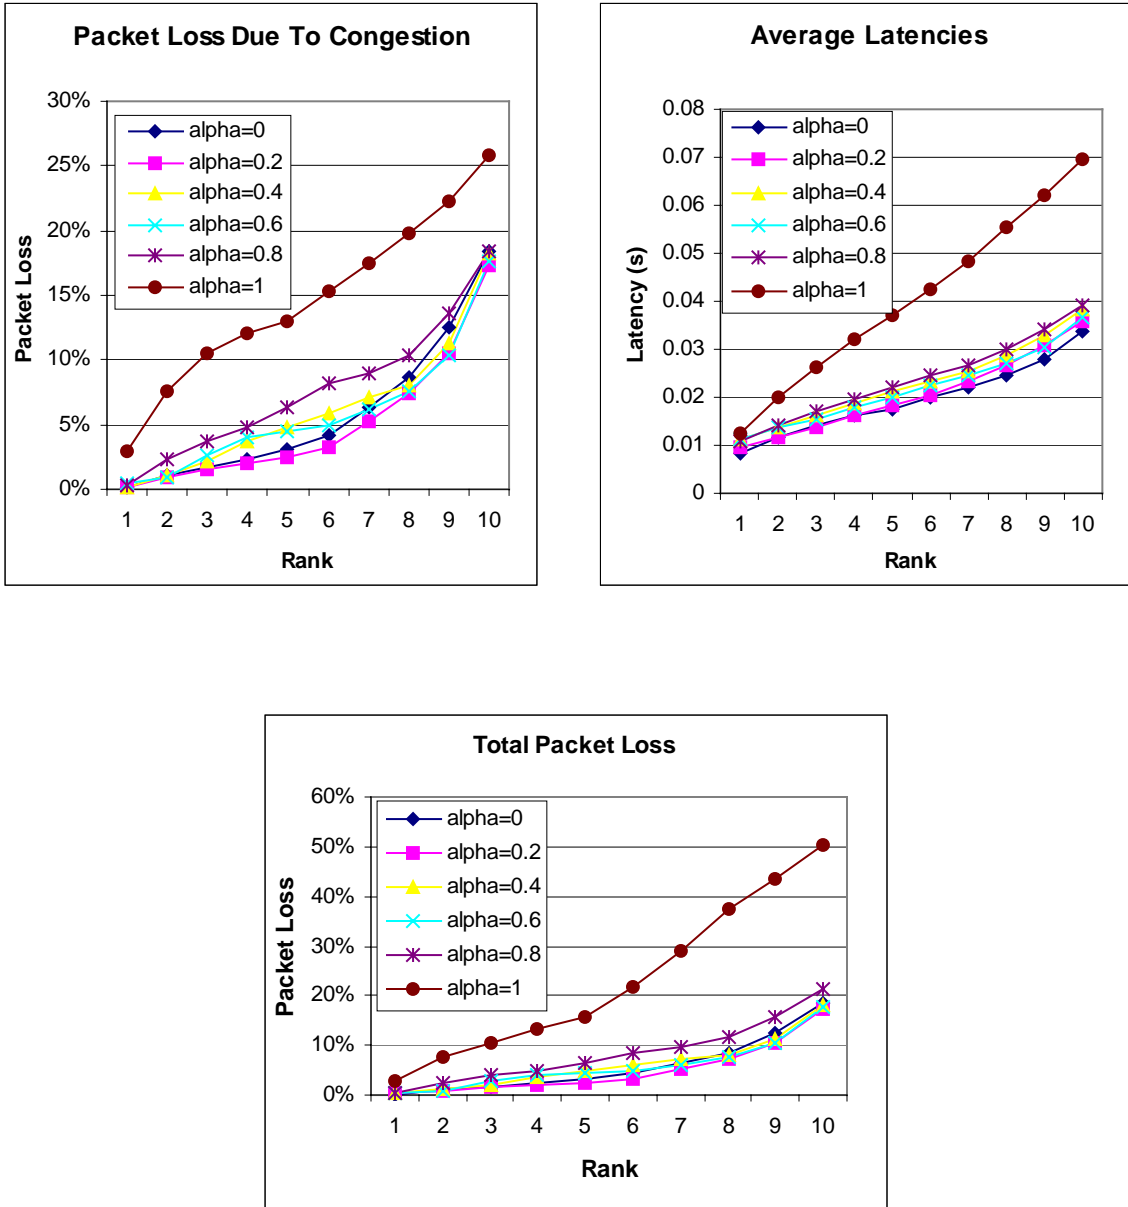 Packet Loss Due To Congestion
30%
25%
20%
15%
10%
5%
0%
Packet Loss
alpha=0
alpha=0.2
alpha=0.4
alpha=0.6
alpha=0.8
alpha=1
1 2 3 4 5 6 7 8 9 10
Rank
Average Latencies
0.08
0.07
0.06
0.05
0.04
0.03
0.02
0.01
0
Latency (s)
alpha=0
alpha=0.2
alpha=0.4
alpha=0.6
alpha=0.8
alpha=1
1 2 3 4 5 6 7 8 9 10
Rank
Total Packet Loss
60%
50%
40%
30%
20%
10%
0%
Packet Loss
alpha=0
alpha=0.2
alpha=0.4
alpha=0.6
alpha=0.8
alpha=1
1 2 3 4 5 6 7 8 9 10
Rank